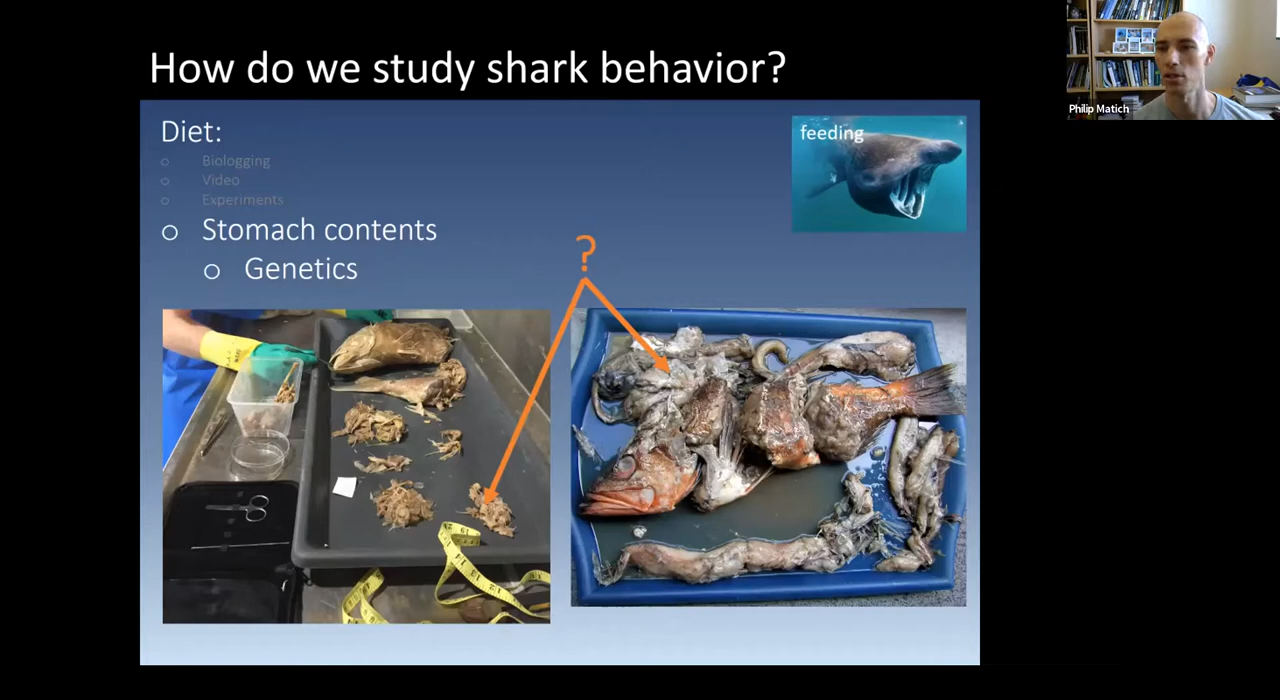 How do we study shark behavior?
Philip Matich
Diet:
feeding
○ Biologging
○ Video
○ Experiments
○ Stomach contents
○ Genetics
?